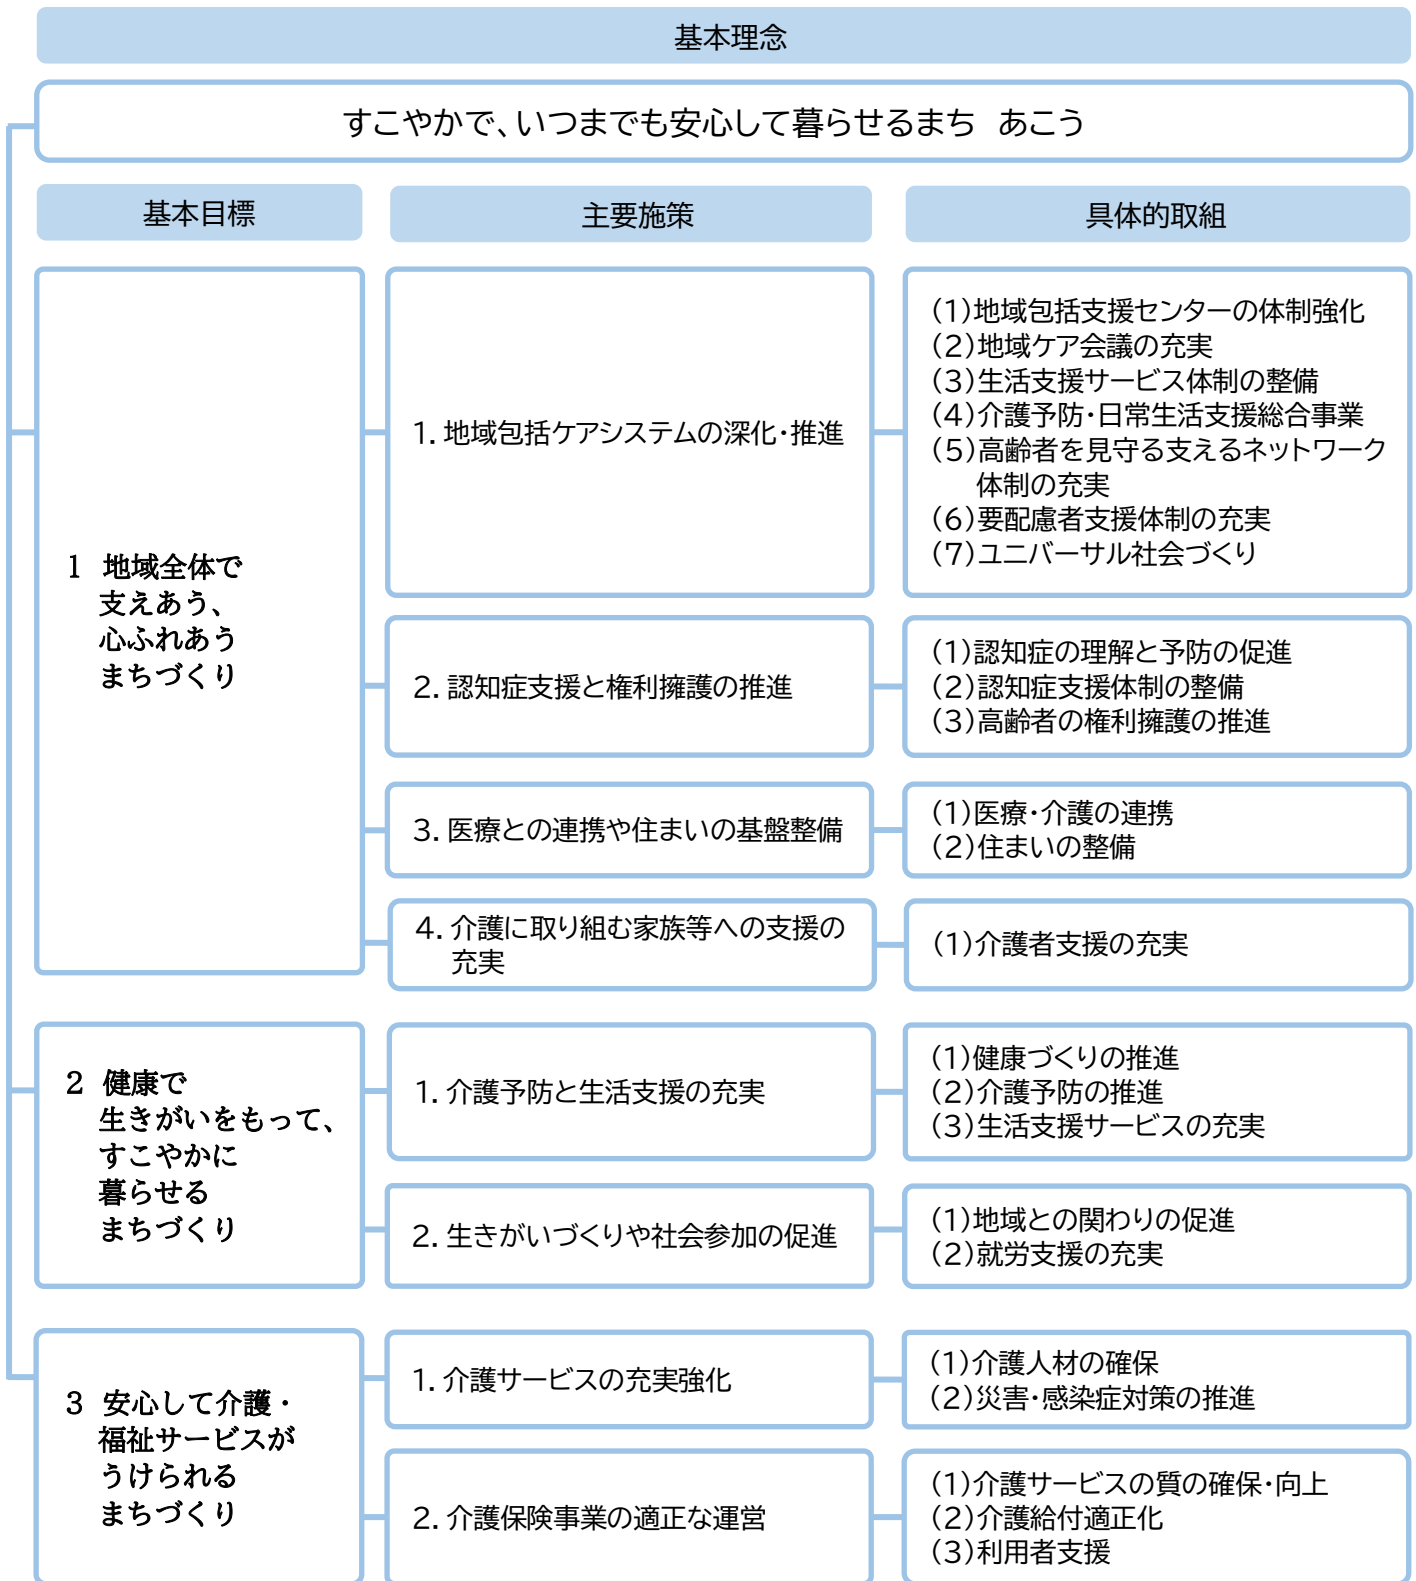 基本理念
すこやかで、いつまでも安心して暮らせるまち　あこう
基本目標
主要施策
具体的取組
1　地域全体で
支えあう、
心ふれあう
まちづくり
1．地域包括ケアシステムの深化・推進
（1）地域包括支援センターの体制強化
（2）地域ケア会議の充実
（3）生活支援サービス体制の整備
（4）介護予防・日常生活支援総合事業
（5）高齢者を見守る支えるネットワーク
体制の充実
（6）要配慮者支援体制の充実
（7）ユニバーサル社会づくり
2．認知症支援と権利擁護の推進
（1）認知症の理解と予防の促進
（2）認知症支援体制の整備
（3）高齢者の権利擁護の推進
3．医療との連携や住まいの基盤整備
（1）医療・介護の連携
（2）住まいの整備
4．介護に取り組む家族等への支援の
充実
（1）介護者支援の充実
2　健康で
生きがいをもって、
すこやかに
暮らせる
まちづくり
1．介護予防と生活支援の充実
（1）健康づくりの推進
（2）介護予防の推進
（3）生活支援サービスの充実
2．生きがいづくりや社会参加の促進
（1）地域との関わりの促進
（2）就労支援の充実
3　安心して介護・
福祉サービスが
うけられる
まちづくり
1．介護サービスの充実強化
（1）介護人材の確保
（2）災害・感染症対策の推進
2．介護保険事業の適正な運営
（1）介護サービスの質の確保・向上
（2）介護給付適正化
（3）利用者支援